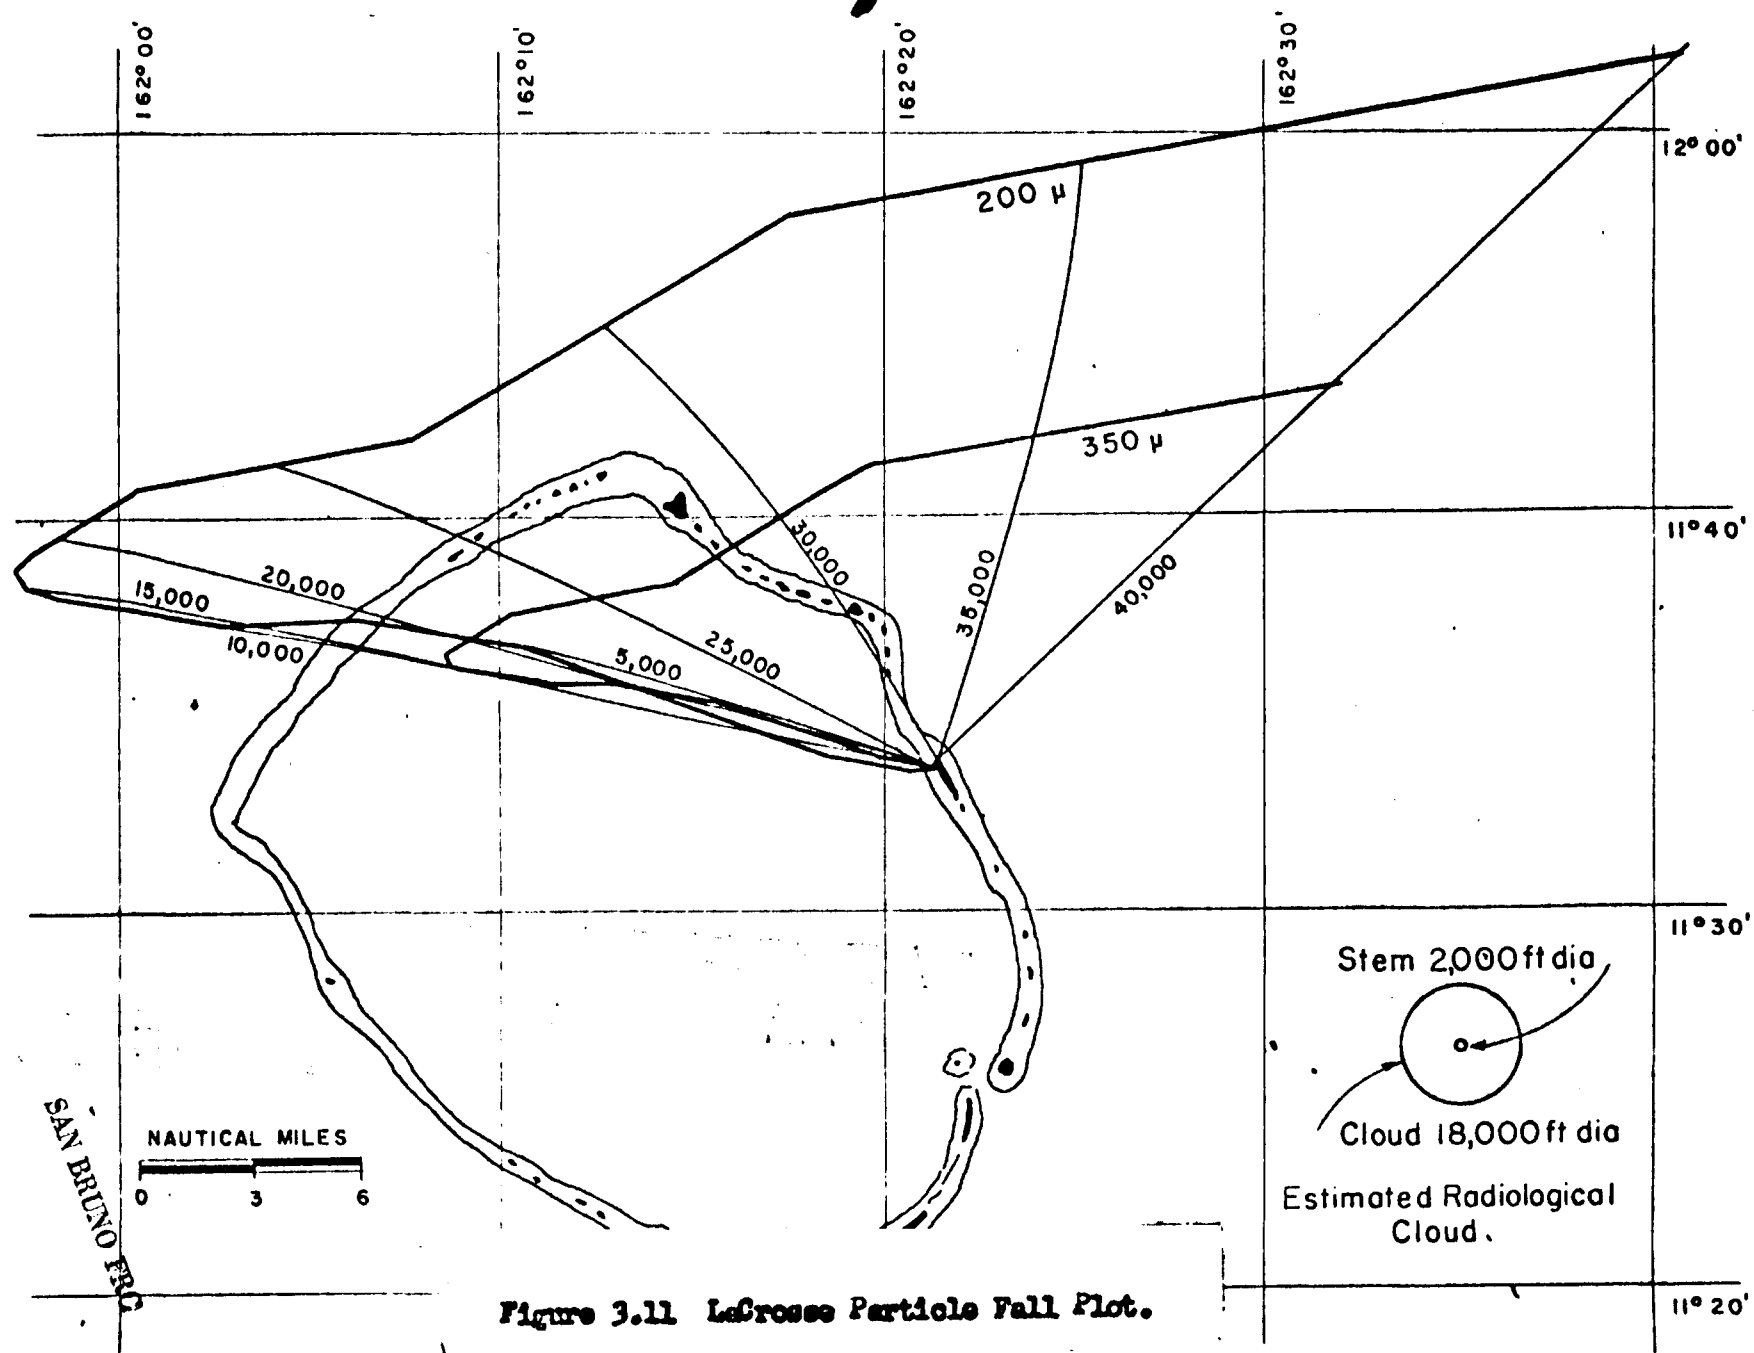 162° 00'
162° 10'
162° 20'
162° 30'
12° 00'
200 µ
350 µ
11° 40'
30,000
35,000
40,000
20,000
15,000
10,000
25,000
5,000
11° 30'
Stem 2,000 ft dia
Cloud 18,000 ft dia
Estimated Radiological
Cloud.
NAUTICAL MILES
0 3 6
SAN BRUNO FRC
11° 20'
Figure 3.11 LaCrosse Particle Fall Plot.